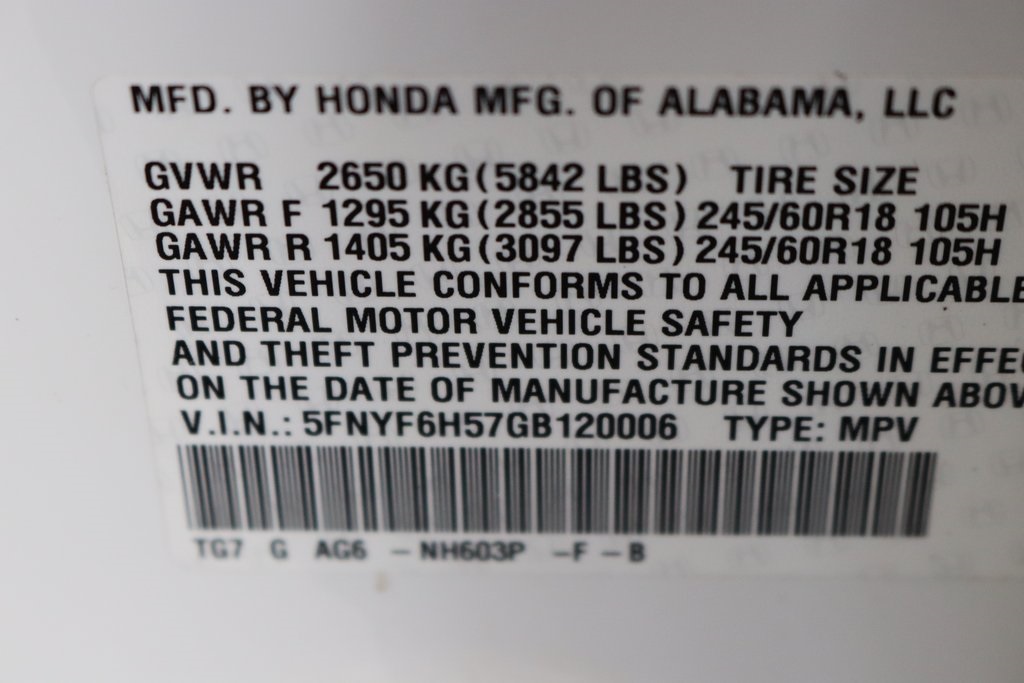 MFD. BY HONDA MFG. OF ALABAMA, LLC
GVWR 2650 KG (5842 LBS) TIRE SIZE
GAWR F 1295 KG (2855 LBS) 245/60R18 105H
GAWR R 1405 KG (3097 LBS) 245/60R18 105H
THIS VEHICLE CONFORMS TO ALL APPLICABLE
FEDERAL MOTOR VEHICLE SAFETY
AND THEFT PREVENTION STANDARDS IN EFFEC
ON THE DATE OF MANUFACTURE SHOWN ABOV
V.I.N.: 5FNYF6H57GB120006 TYPE: MPV
TG7 G AG6 - NH603P -F - B